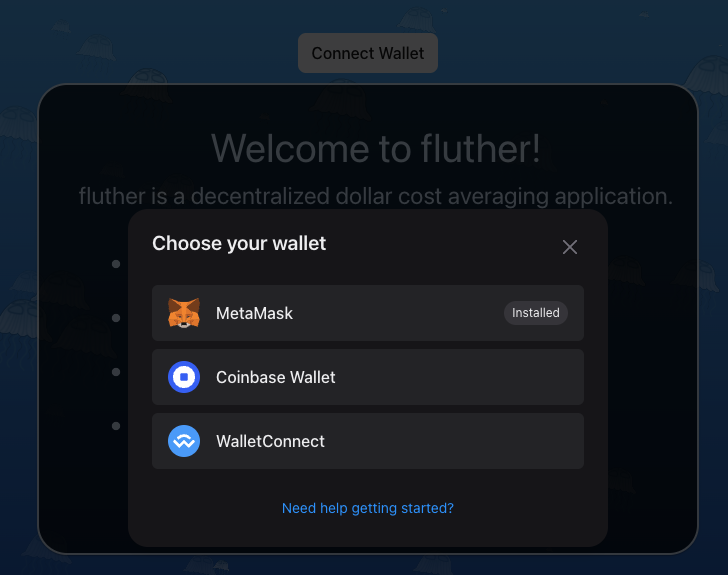 Connect Wallet
Welcome to fluther!
fluther is a decentralized dollar cost averaging application.
Choose your wallet
MetaMask
Installed
Coinbase Wallet
WalletConnect
Need help getting started?